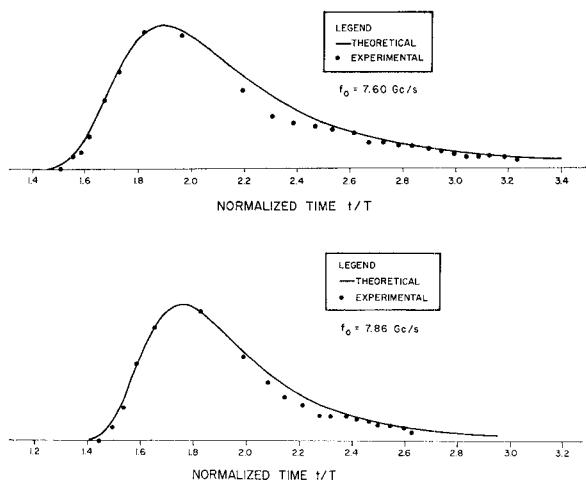 LEGEND
—THEORETICAL
• EXPERIMENTAL
f₀ = 7.60 Gc/s
1.4 1.6 1.8 2.0 2.2 2.4 2.6 2.8 3.0 3.2 3.4
NORMALIZED TIME t/T
LEGEND
—THEORETICAL
• EXPERIMENTAL
f₀ = 7.86 Gc/s
1.2 1.4 1.6 1.8 2.0 2.2 2.4 2.6 2.8 3.0 3.2
NORMALIZED TIME t/T